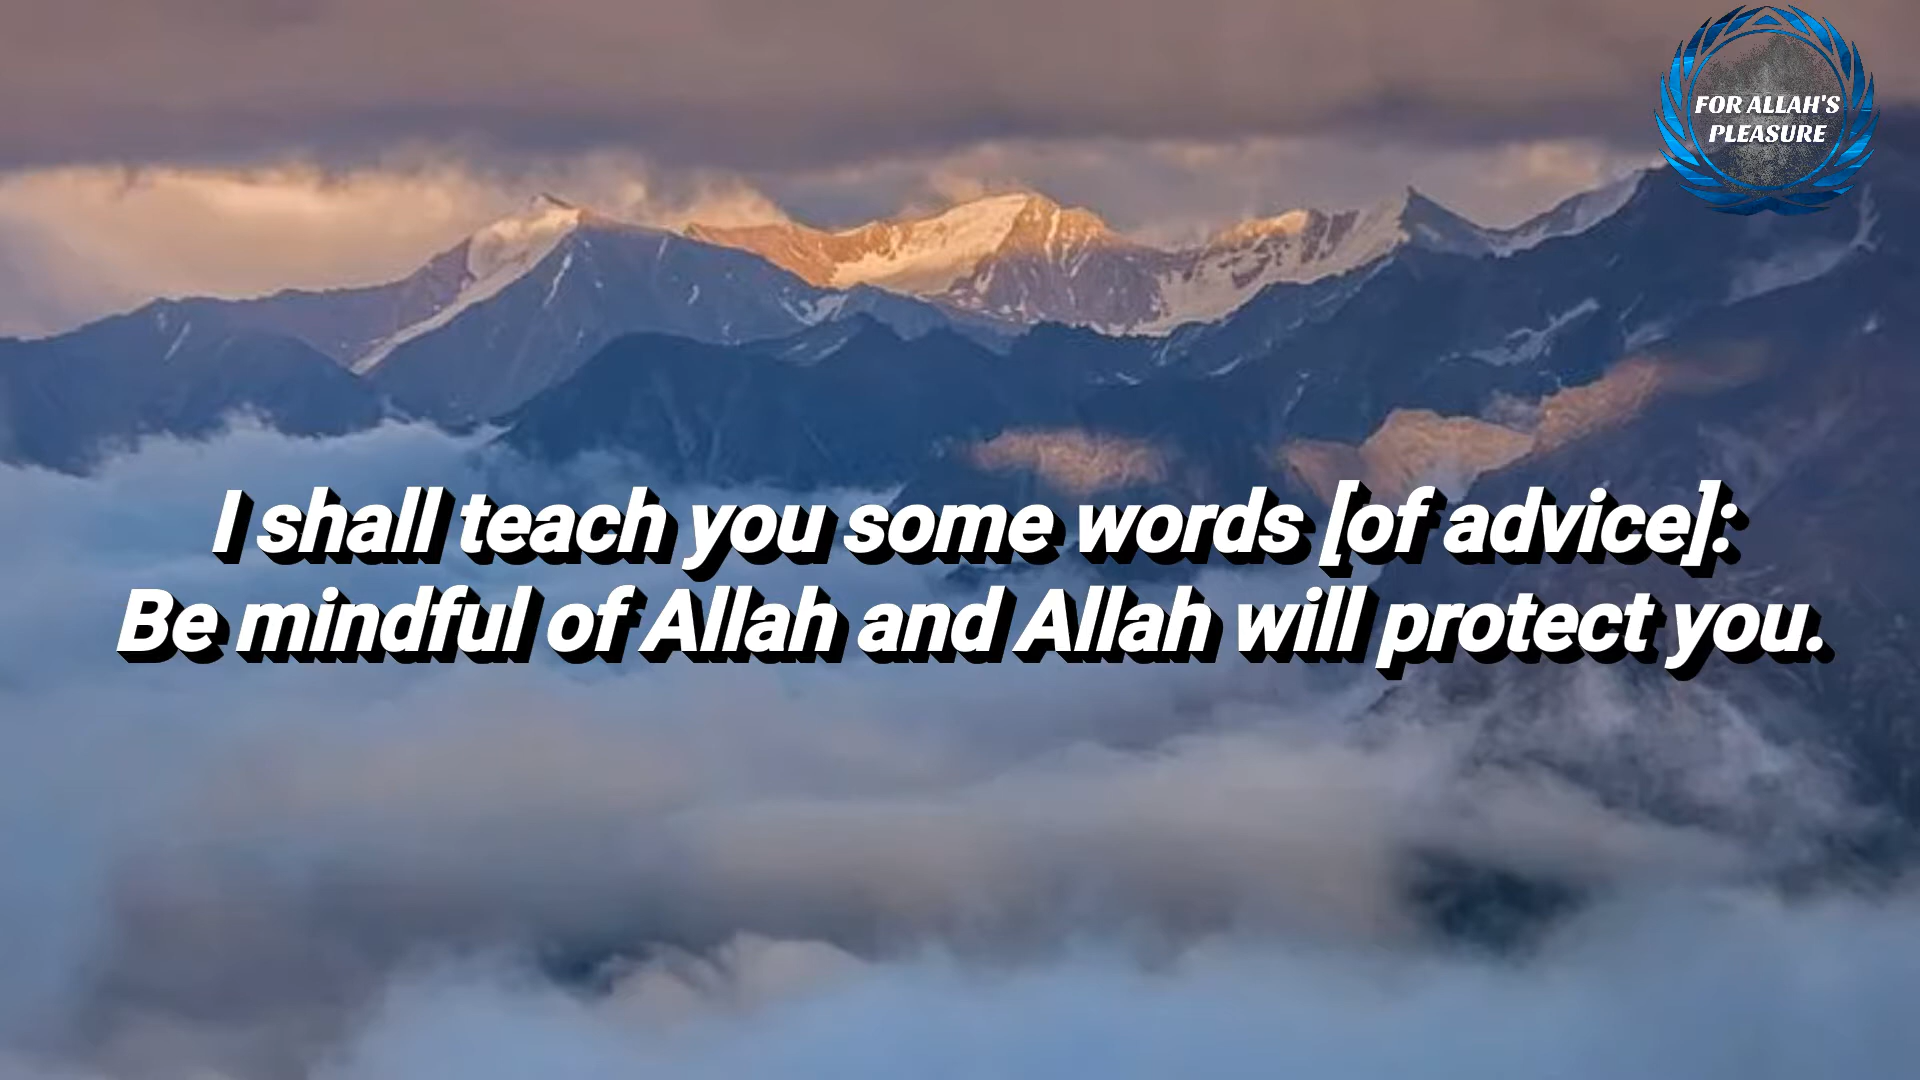 FOR ALLAH'S
PLEASURE
I shall teach you some words [of advice]:
Be mindful of Allah and Allah will protect you.